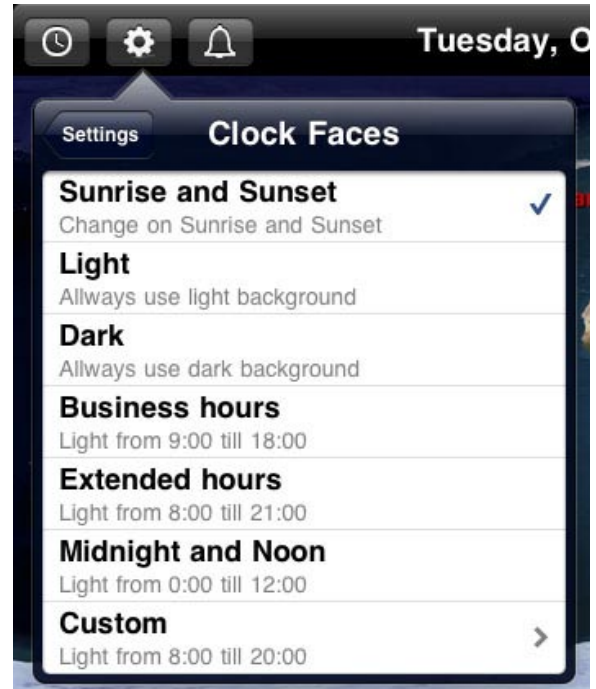 Tuesday, O
Settings
Clock Faces
Sunrise and Sunset
Change on Sunrise and Sunset
Light
Allways use light background
Dark
Allways use dark background
Business hours
Light from 9:00 till 18:00
Extended hours
Light from 8:00 till 21:00
Midnight and Noon
Light from 0:00 till 12:00
Custom
Light from 8:00 till 20:00